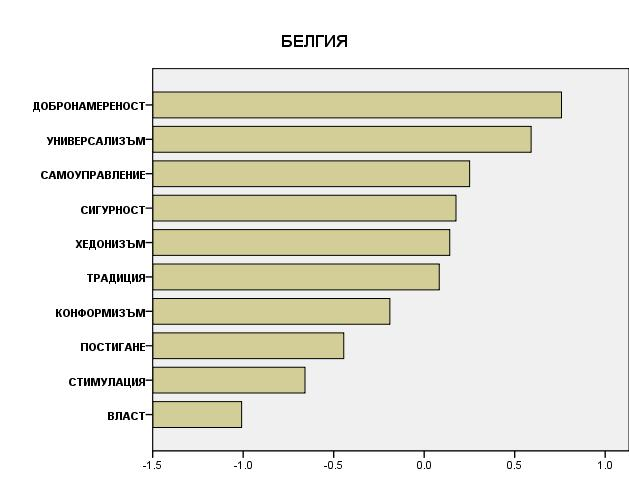 БЕЛГИЯ
ДОБРОНАМЕРЕНОСТ
УНИВЕРСАЛИЗЪМ
САМОУПРАВЛЕНИЕ
СИГУРНОСТ
ХЕДОНИЗЪМ
ТРАДИЦИЯ
КОНФОРМИЗЪМ
ПОСТИГАНЕ
СТИМУЛАЦИЯ
ВЛАСТ
-1.5 -1.0 -0.5 0.0 0.5 1.0